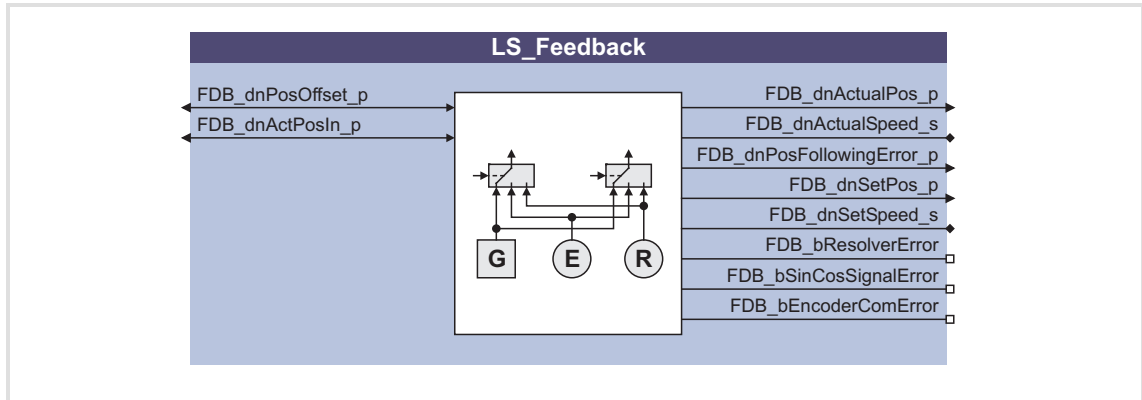 LS_Feedback
FDB_dnPosOffset_p
FDB_dnActPosIn_p
FDB_dnActualPos_p
FDB_dnActualSpeed_s
FDB_dnPosFollowingError_p
FDB_dnSetPos_p
FDB_dnSetSpeed_s
FDB_bResolverError
FDB_bSinCosSignalError
FDB_bEncoderComError
G E R